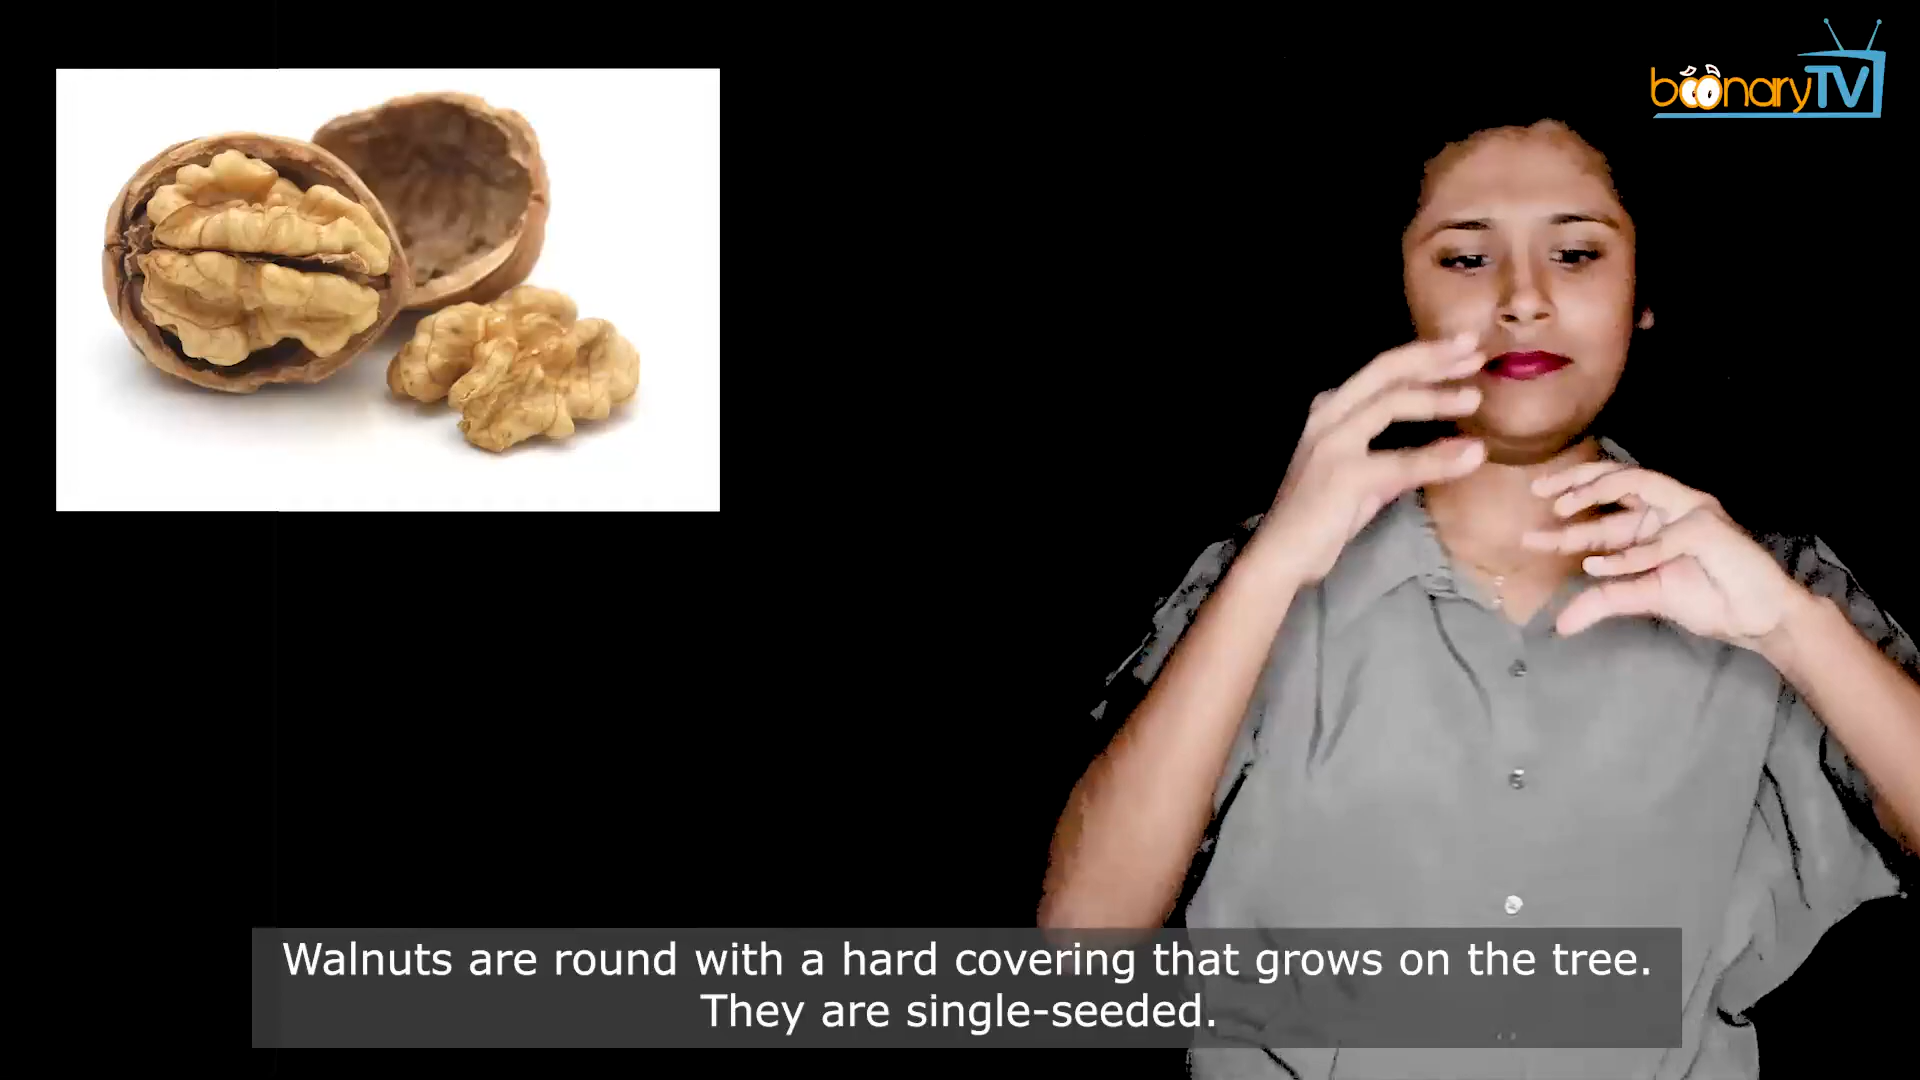 boonaryTV
Walnuts are round with a hard covering that grows on the tree.
They are single-seeded.